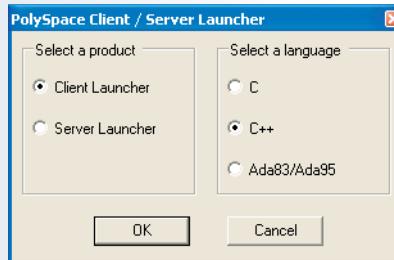 PolySpace Client / Server Launcher
Select a product
Client Launcher
Server Launcher
Select a language
C
C++
Ada83/Ada95
OK
Cancel